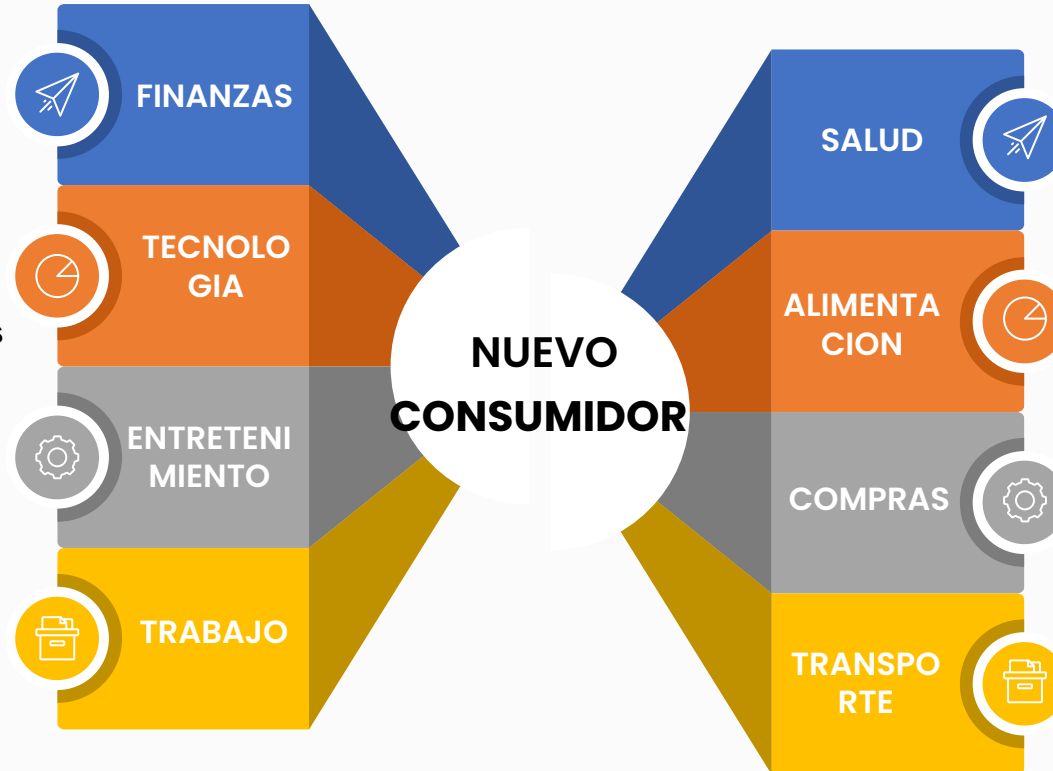 FINANZAS
TECNOLO
GIA
ENTRETENI
MIENTO
TRABAJO
NUEVO
CONSUMIDOR
SALUD
ALIMENTA
CION
COMPRAS
TRANSPO
RTE